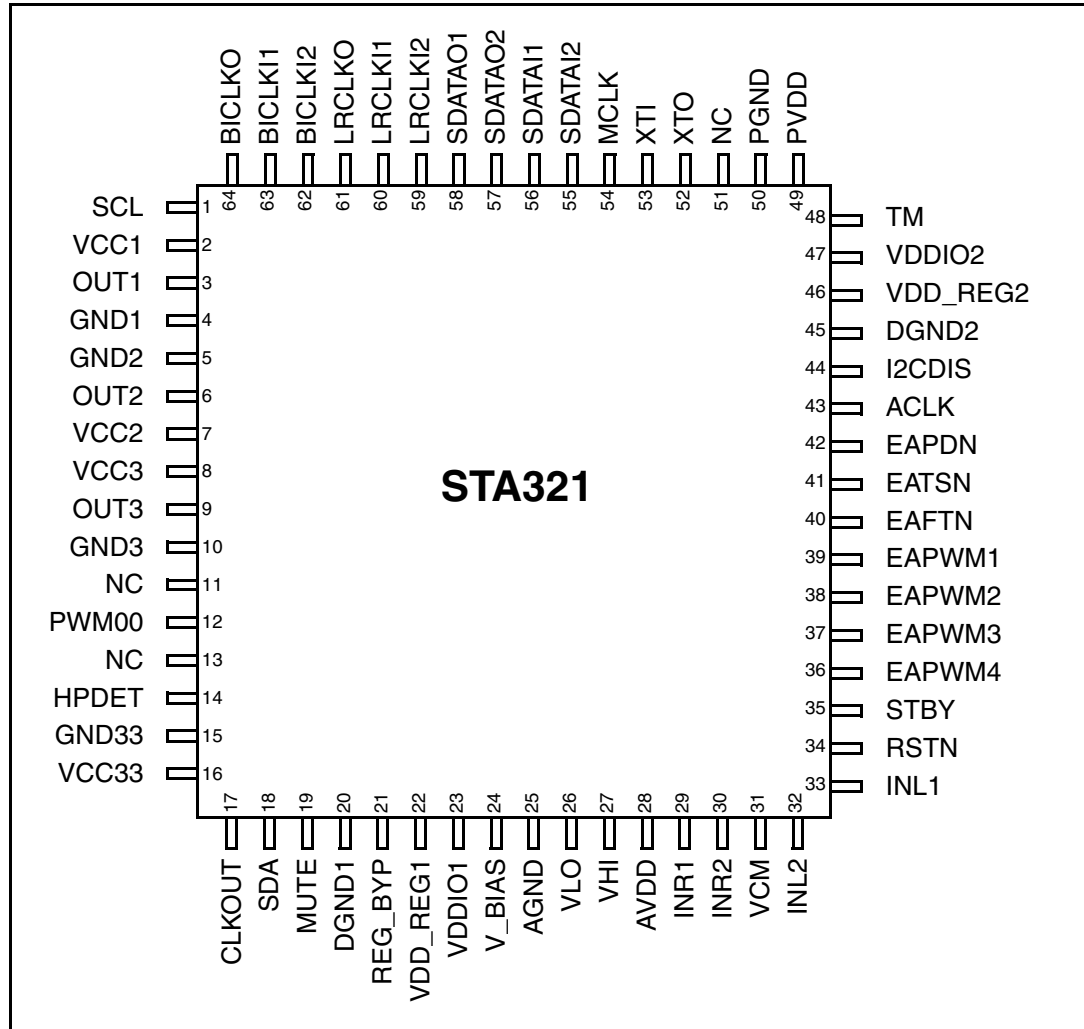 BICLKO
BICLKI1
BICLKI2
LRCLKO
LRCLKI1
LRCLKI2
SDATAO1
SDATAO2
SDATAI1
SDATAI2
MCLK
XTI
XTO
NC
PGND
PVDD
64
63
62
61
60
59
58
57
56
55
54
53
52
51
50
49
SCL 1
VCC1 2
OUT1 3
GND1 4
GND2 5
OUT2 6
VCC2 7
VCC3 8
OUT3 9
GND3 10
NC 11
PWM00 12
NC 13
HPDET 14
GND33 15
VCC33 16
STA321
48 TM
47 VDDIO2
46 VDD_REG2
45 DGND2
44 I2CDIS
43 ACLK
42 EAPDN
41 EATSN
40 EAFTN
39 EAPWM1
38 EAPWM2
37 EAPWM3
36 EAPWM4
35 STBY
34 RSTN
33 INL1
17
18
19
20
21
22
23
24
25
26
27
28
29
30
31
32
CLKOUT
SDA
MUTE
DGND1
REG_BYP
VDD_REG1
VDDIO1
V_BIAS
AGND
VLO
VHI
AVDD
INR1
INR2
VCM
INL2